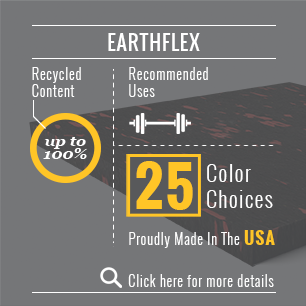 EARTHFLEX
Recycled
Content
up to
100%
Recommended
Uses
25
Color
Choices
Proudly Made In The USA
Click here for more details